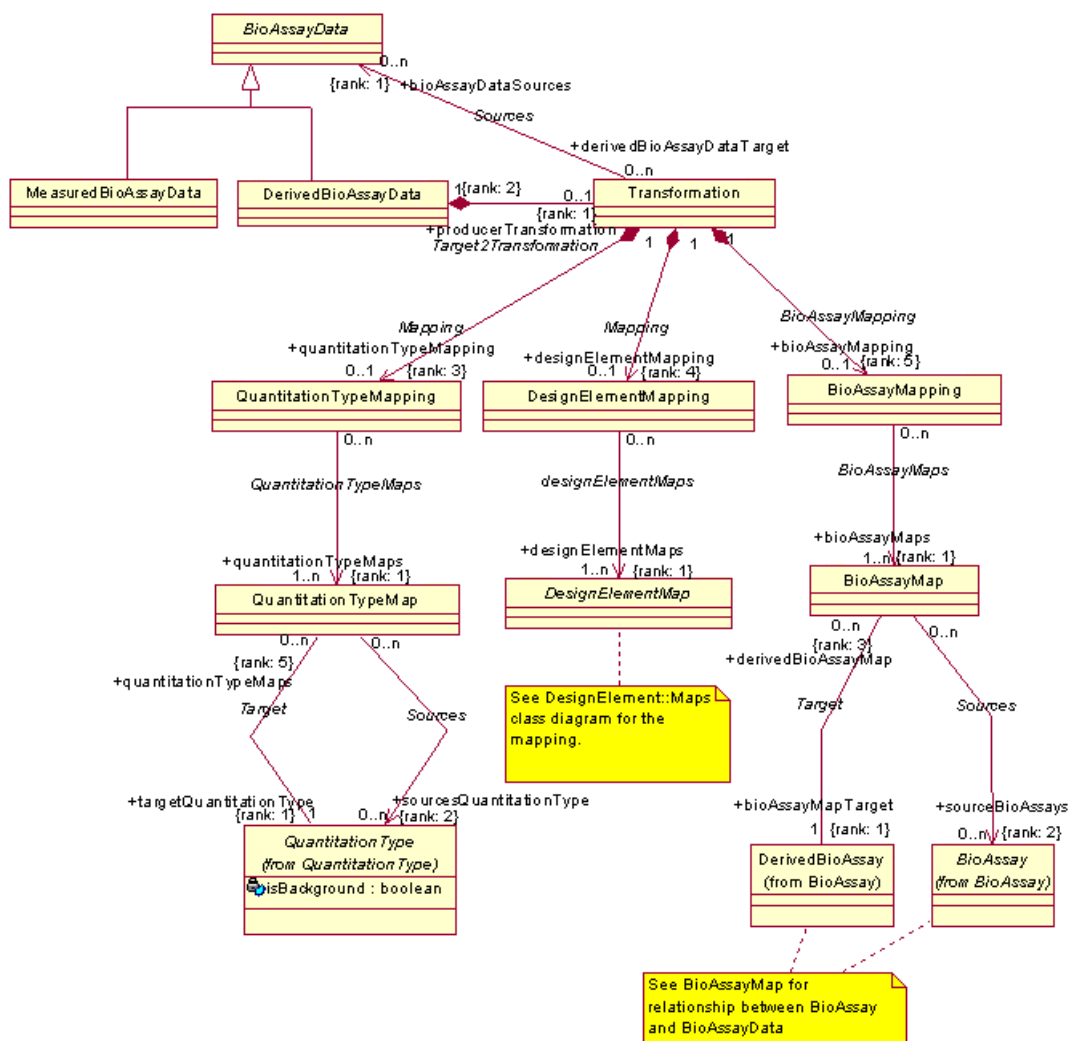 BioAssayData
0..n
{rank: 1}
+bioAssayDataSources
Sources
+derivedBioAssayDataTarget
0..n
MeasuredBioAssayData
DerivedBioAssayData
1
{rank: 2}
0..1
{rank: 1}
Transformation
+producerTransformation
Target2Transformation
1
1
1
Mapping
+quantitationTypeMapping
0..1
{rank: 3}
Mapping
+designElementMapping
0..1
{rank: 4}
BioAssayMapping
+bioAssayMapping
0..1
{rank: 5}
QuantitationTypeMapping
DesignElementMapping
BioAssayMapping
0..n
0..n
0..n
QuantitationTypeMaps
designElementMaps
BioAssayMaps
+quantitationTypeMaps
1..n
{rank: 1}
+designElementMaps
1..n
{rank: 1}
+bioAssayMaps
1..n
{rank: 1}
QuantitationTypeMap
DesignElementMap
BioAssayMap
0..n
0..n
{rank: 5}
+quantitationTypeMaps
Target
Sources
0..n
0..n
{rank: 3}
+derivedBioAssayMap
Target
Sources
See DesignElement::Maps
class diagram for the
mapping.
+targetQuantitationType
{rank: 1}
1
+sourcesQuantitationType
0..n
{rank: 2}
+bioAssayMapTarget
1
{rank: 1}
+sourceBioAssays
0..n
{rank: 2}
QuantitationType
(from QuantitationType)
isBackground : boolean
DerivedBioAssay
(from BioAssay)
BioAssay
(from BioAssay)
See BioAssayMap for
relationship between BioAssay
and BioAssayData